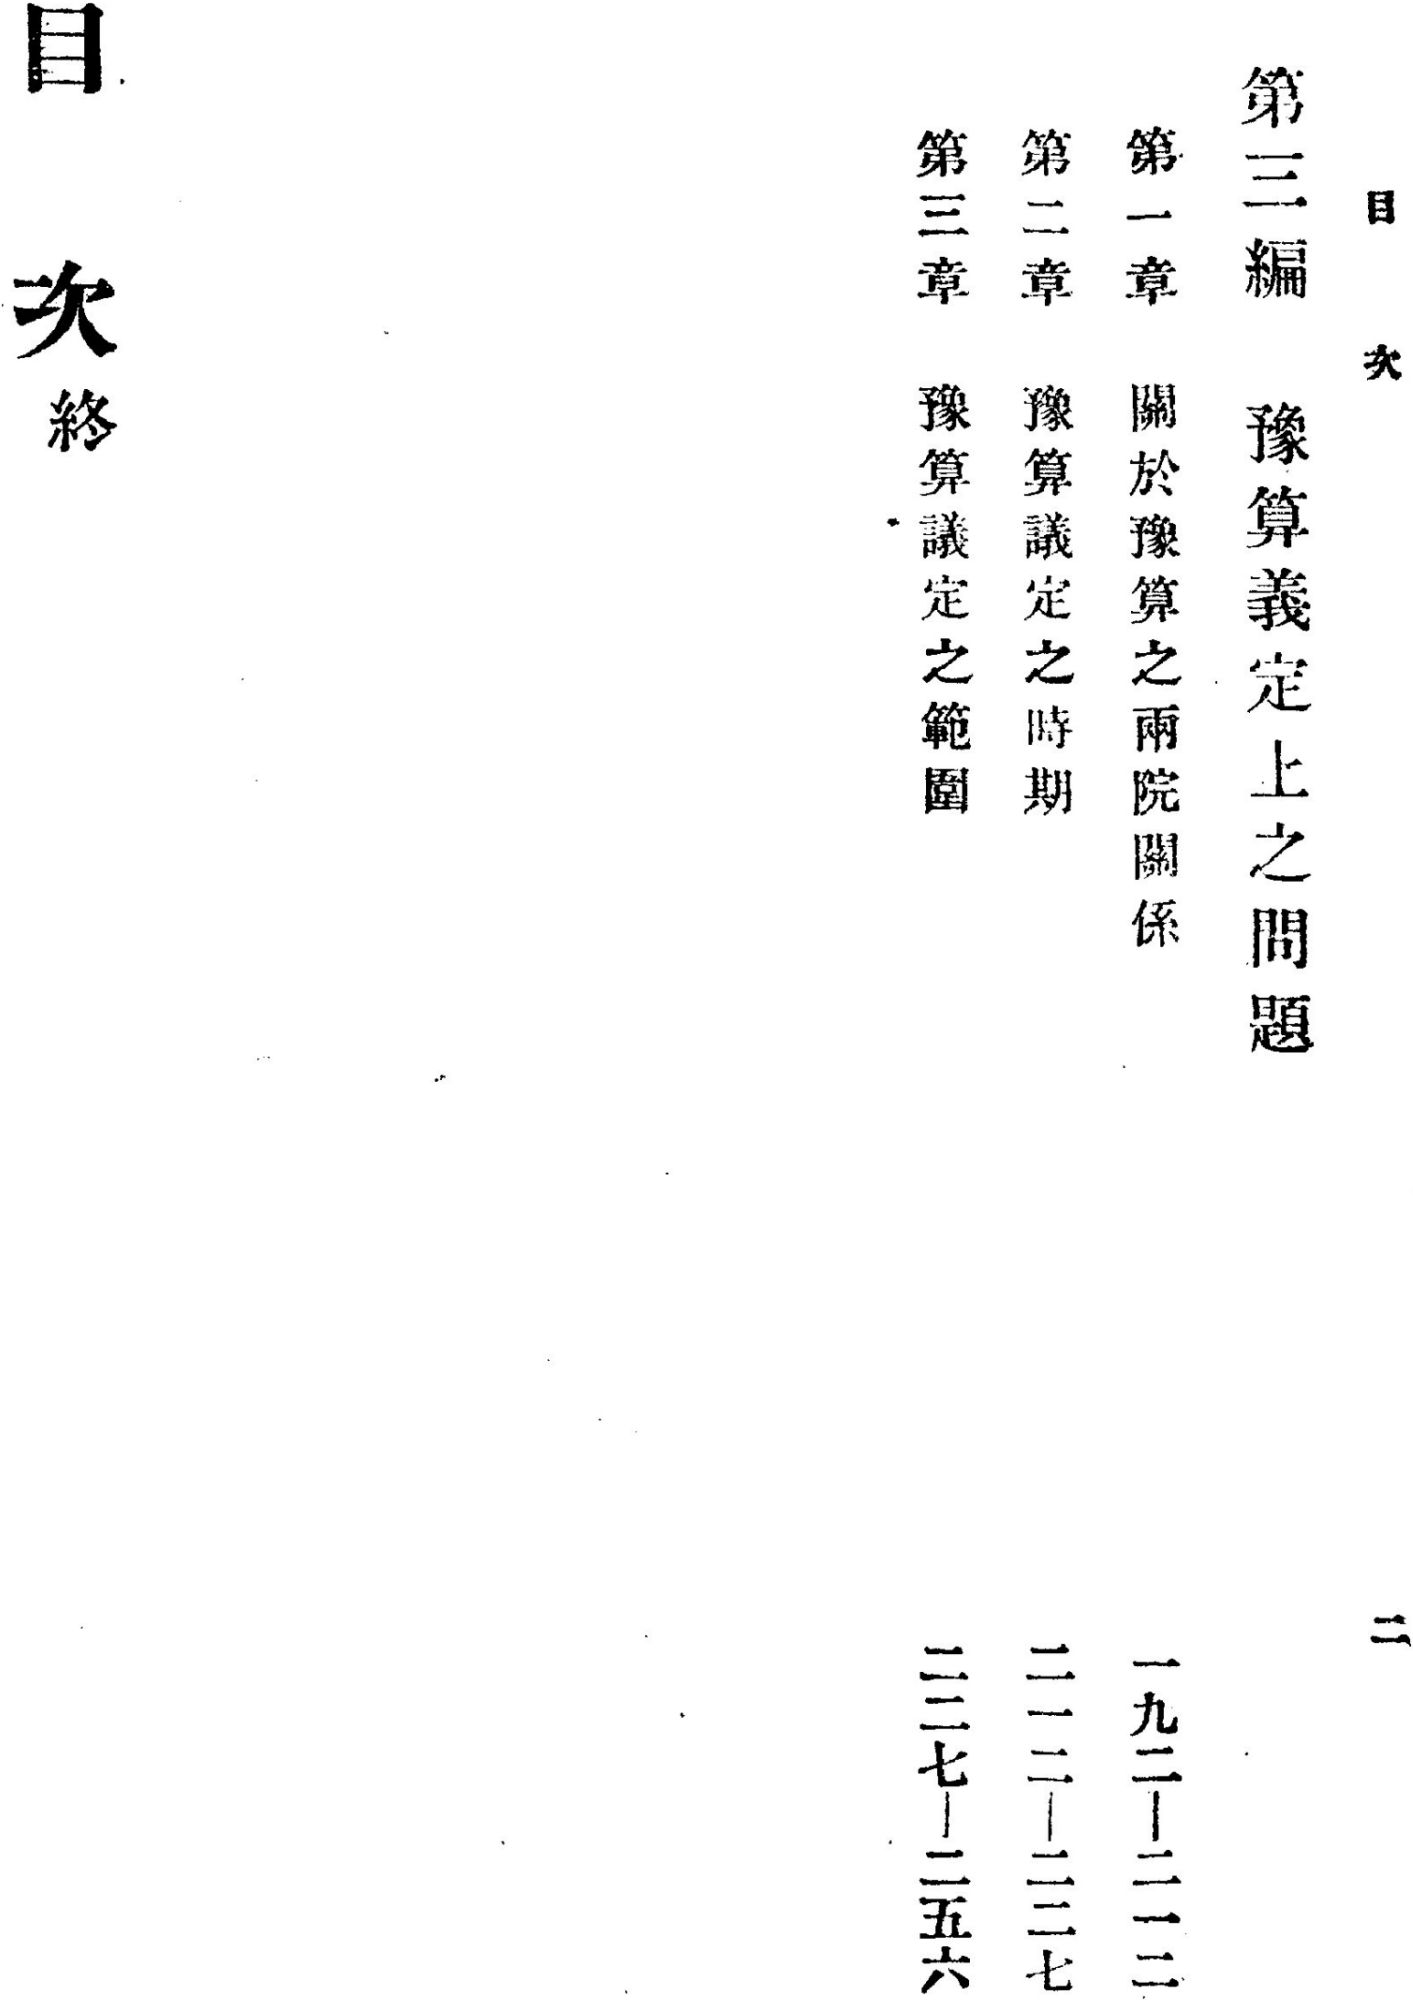 目次 二
第三編 豫算義定上之問題
第一章 關於豫算之兩院關係 一九二—二一二
第二章 豫算議定之時期 二一二—二二七
第三章 豫算議定之範圍 二二七—二五六
目次終